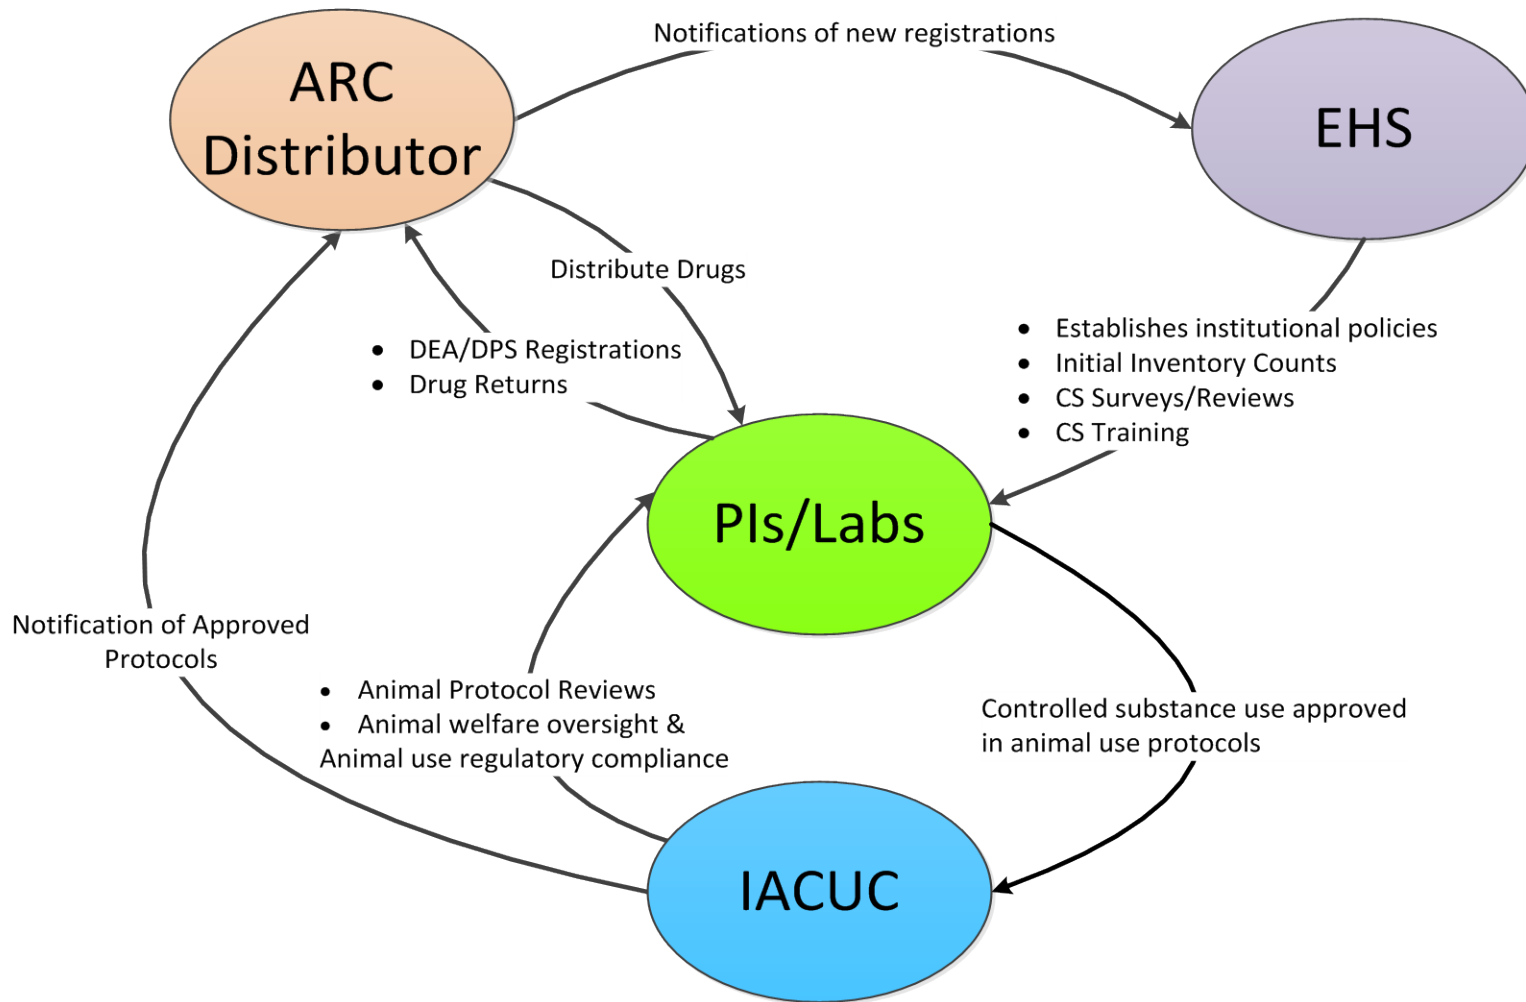 Notifications of new registrations
ARC
Distributor
EHS
Distribute Drugs
• DEA/DPS Registrations
• Drug Returns
• Establishes institutional policies
• Initial Inventory Counts
• CS Surveys/Reviews
• CS Training
PIs/Labs
Notification of Approved
Protocols
• Animal Protocol Reviews
• Animal welfare oversight &
Animal use regulatory compliance
Controlled substance use approved
in animal use protocols
IACUC